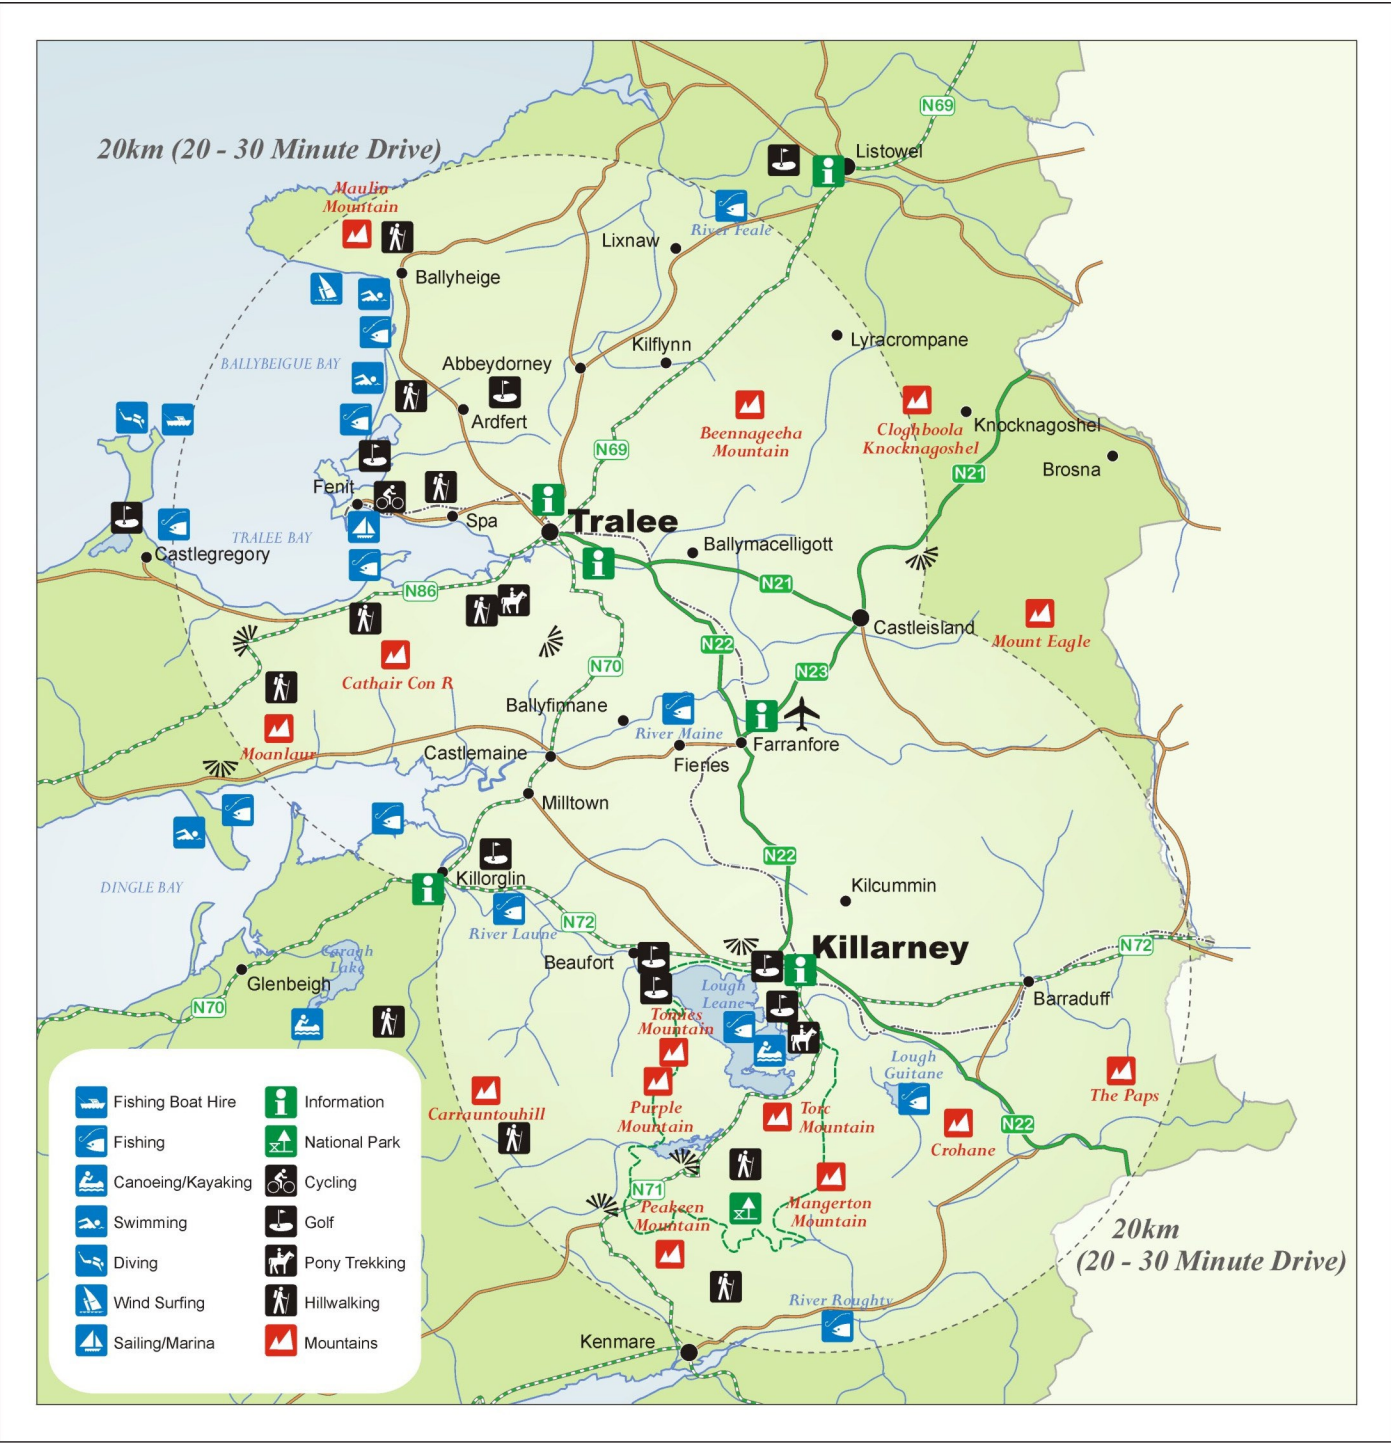 N69
20km (20 - 30 Minute Drive)
Listowel
Maulin
Mountain
River Feale
Lixnaw
Ballyheige
Lyracrompane
Kilflynn
BALLYBEIGUE BAY
Abbeydorney
Ardfert
Beennageeha
Mountain
Cloghboola
Knocknagoshel
Knocknagoshel
N69
Brosna
N21
Fenit
Spa
Tralee
TRALEE BAY
Ballymacelligott
Castlegregory
N86
N21
Castleisland
Mount Eagle
N22
N23
N70
Cathair Con R
Ballyfinnane
River Maine
Farranfore
Moanlaur
Castlemaine
Fieries
Milltown
N22
Killorglin
DINGLE BAY
Kilcummin
N72
River Laune
Killarney
N72
Beaufort
Caragh
Lake
Glenbeigh
Lough
Leane
Barraduff
N70
Tomies
Mountain
Lough
Guitane
The Paps
Carrauntouhill
Purple
Mountain
Torc
Mountain
N22
Crohane
N71
Peakeen
Mountain
Mangerton
Mountain
20km
(20 - 30 Minute Drive)
River Roughty
Kenmare
Fishing Boat Hire
Fishing
Canoeing/Kayaking
Swimming
Diving
Wind Surfing
Sailing/Marina
Information
National Park
Cycling
Golf
Pony Trekking
Hillwalking
Mountains